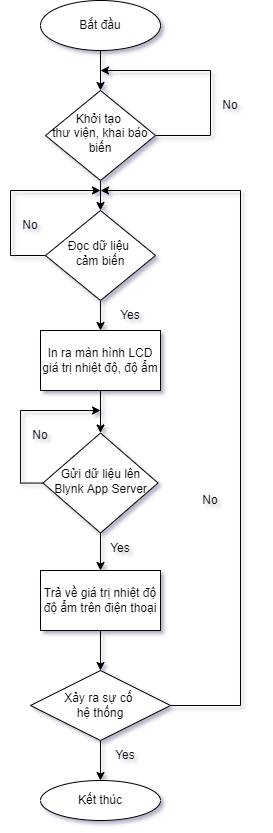 Bắt đầu
Khởi tạo
thư viện, khai báo
biến
No
No
Đọc dữ liệu
cảm biến
Yes
In ra màn hình LCD
giá trị nhiệt độ, độ ẩm
No
Gửi dữ liệu lên
Blynk App Server
No
Yes
Trả về giá trị nhiệt độ
độ ẩm trên điện thoại
Xảy ra sự cố
hệ thống
Yes
Kết thúc